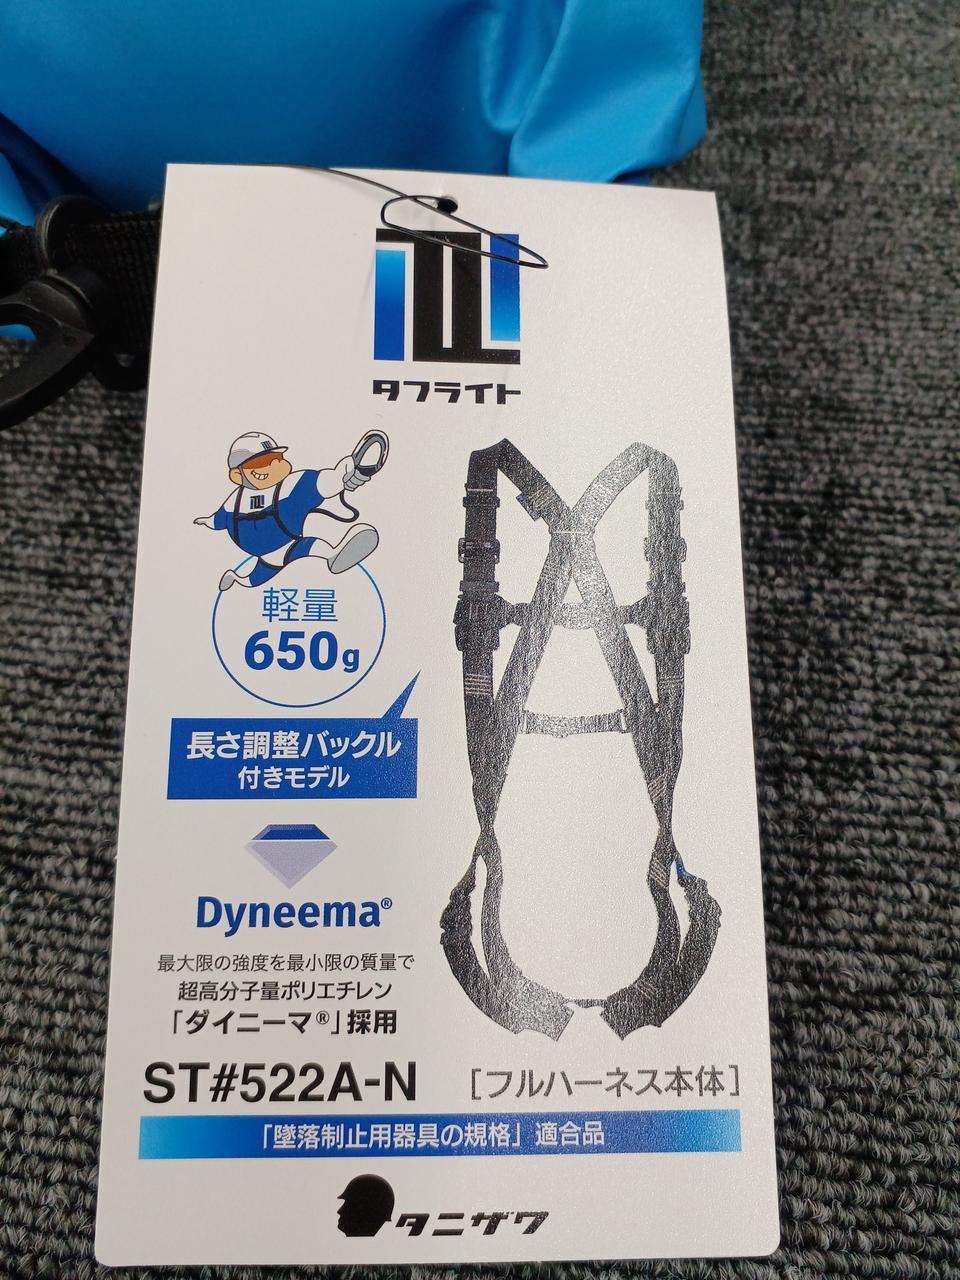 タフライト
軽量
650g
長さ調整バックル
付きモデル
Dyneema®
最大限の強度を最小限の質量で
超高分子量ポリエチレン
「ダイニーマ®」採用
ST#522A-N
［フルハーネス本体］
「墜落制止用器具の規格」適合品
タニザワ